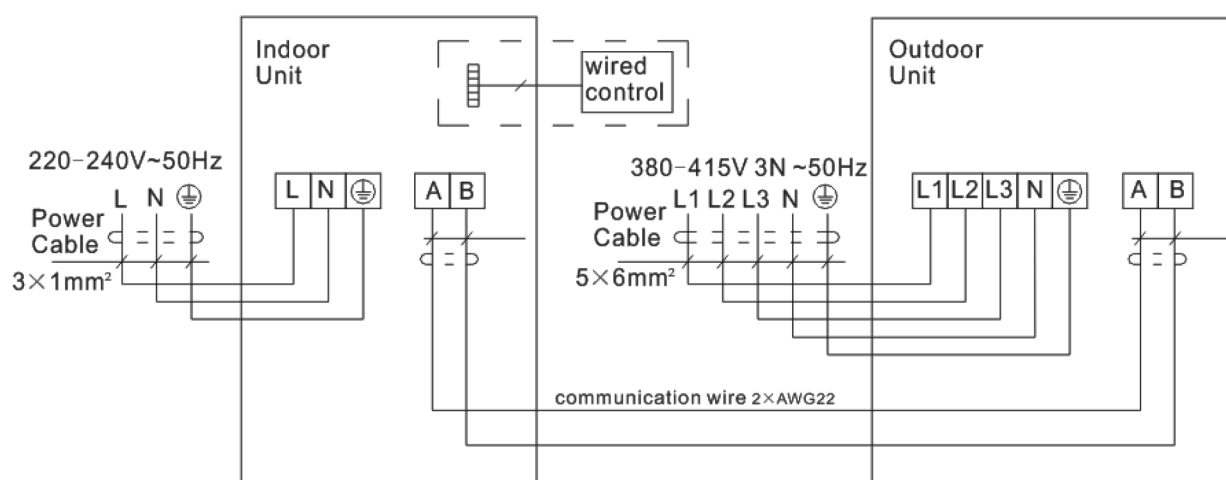 Indoor
Unit
wired
control
Outdoor
Unit
220-240V~50Hz
L N
Power
Cable
3×1mm²
L N
A B
380-415V 3N ~50Hz
L1 L2 L3 N
Power
Cable
5×6mm²
L1 L2 L3 N
A B
communication wire 2×AWG22